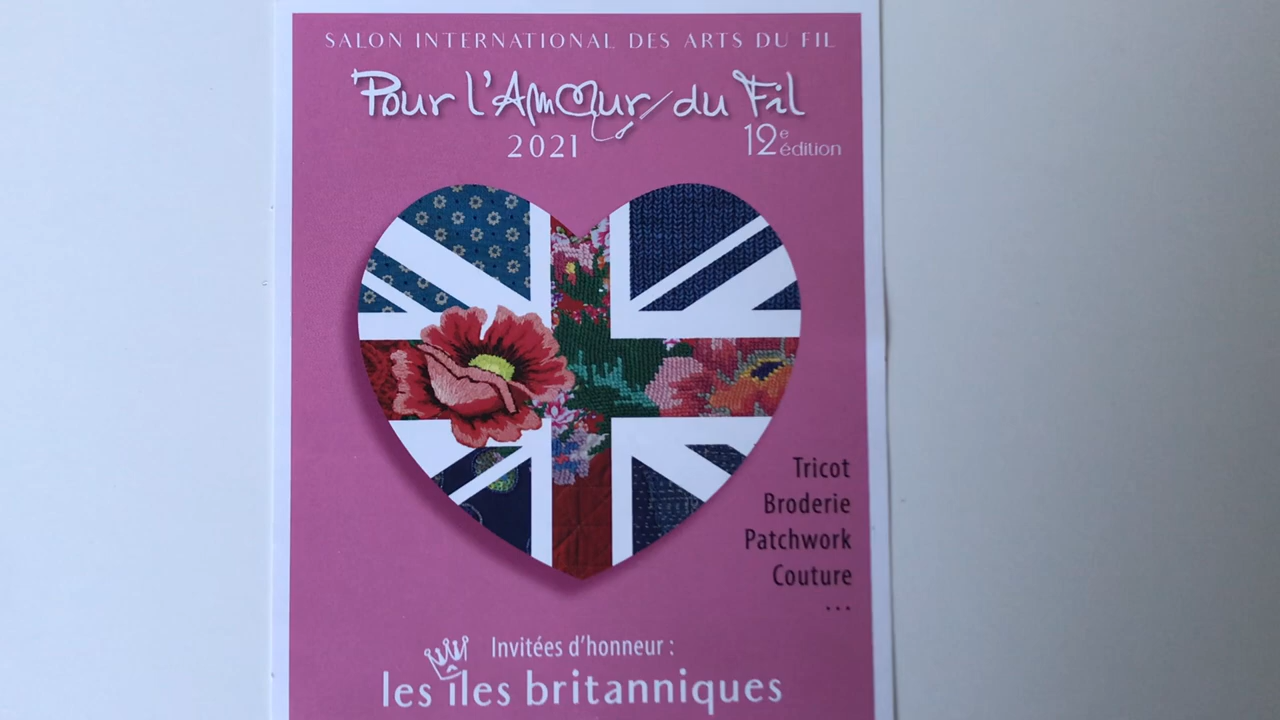 SALON INTERNATIONAL DES ARTS DU FIL
Pour l'Amour du Fil
2021
12e édition
Tricot
Broderie
Patchwork
Couture
...
Invitées d'honneur :
les îles britanniques